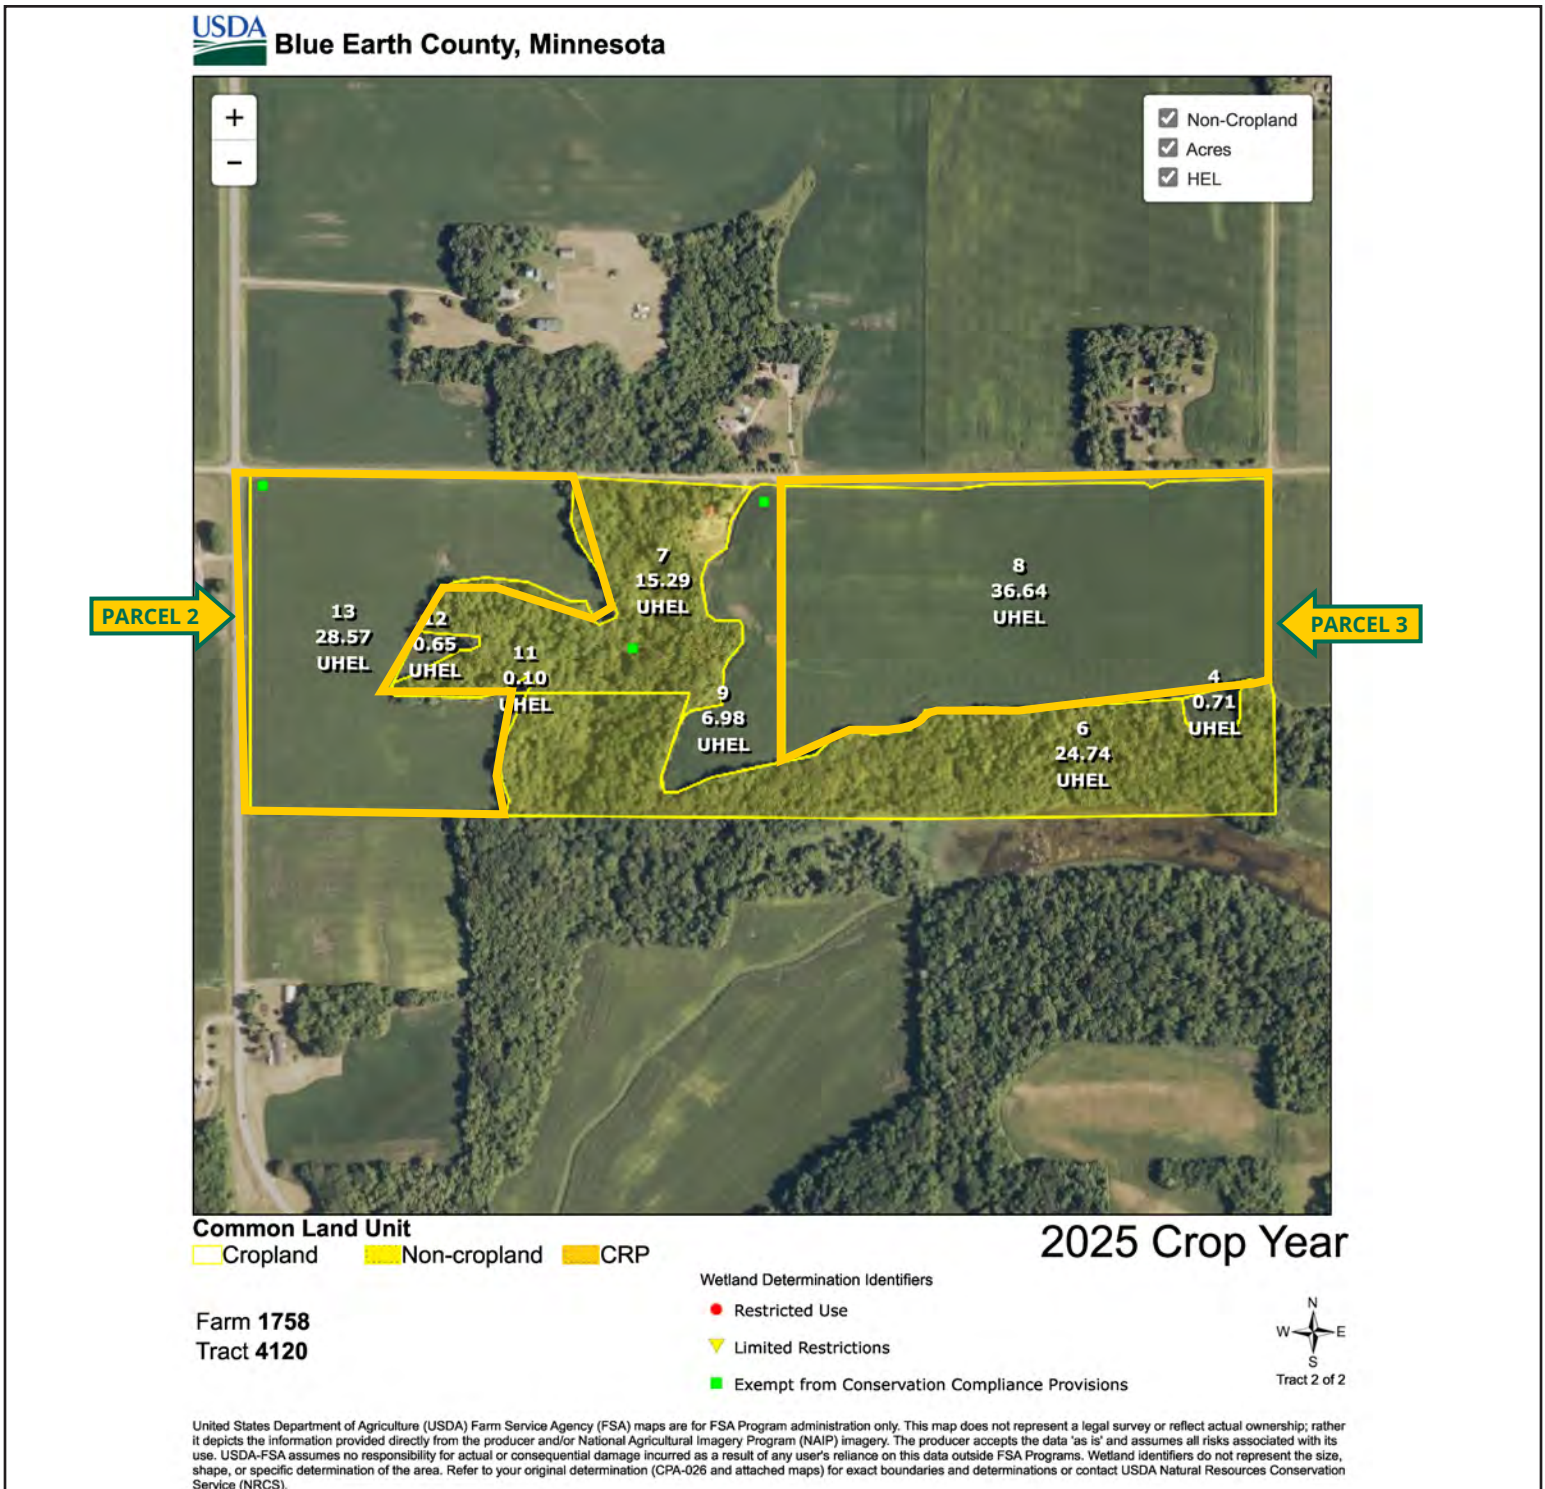 USDA
Blue Earth County, Minnesota
+
−
Non-Cropland
Acres
HEL
7
15.29
UHEL
8
36.64
UHEL
PARCEL 2
13
28.57
UHEL
12
0.65
UHEL
11
0.10
UHEL
PARCEL 3
9
6.98
UHEL
4
0.71
UHEL
6
24.74
UHEL
Common Land Unit
Cropland
Non-cropland
CRP
2025 Crop Year
Farm 1758
Tract 4120
Wetland Determination Identifiers
Restricted Use
Limited Restrictions
Exempt from Conservation Compliance Provisions
N
W
E
S
Tract 2 of 2
United States Department of Agriculture (USDA) Farm Service Agency (FSA) maps are for FSA Program administration only. This map does not represent a legal survey or reflect actual ownership; rather
it depicts the information provided directly from the producer and/or National Agricultural Imagery Program (NAIP) imagery. The producer accepts the data 'as is' and assumes all risks associated with its
use. USDA-FSA assumes no responsibility for actual or consequential damage incurred as a result of any user's reliance on this data outside FSA Programs. Wetland identifiers do not represent the size,
shape, or specific determination of the area. Refer to your original determination (CPA-026 and attached maps) for exact boundaries and determinations or contact USDA Natural Resources Conservation
Service (NRCS).